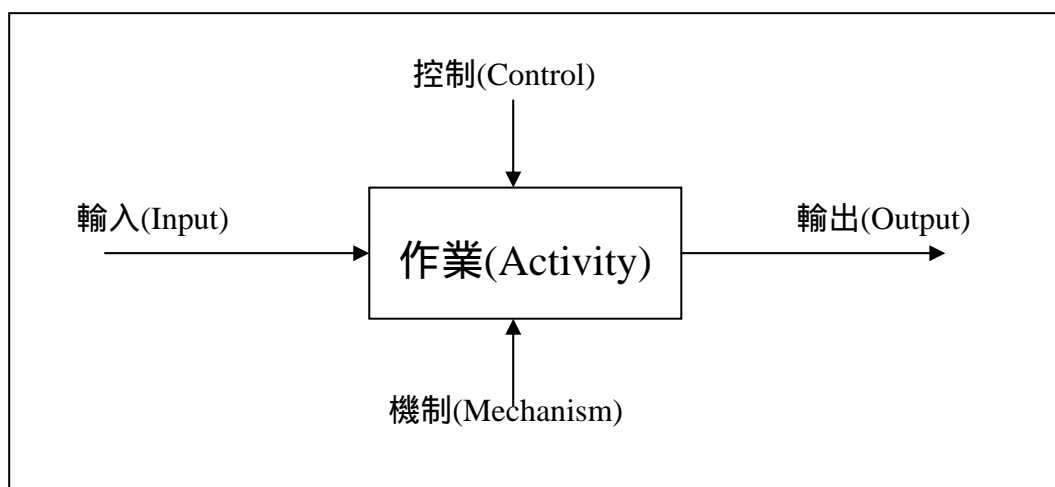 控制(Control)
輸入(Input)
輸出(Output)
作業(Activity)
機制(Mechanism)